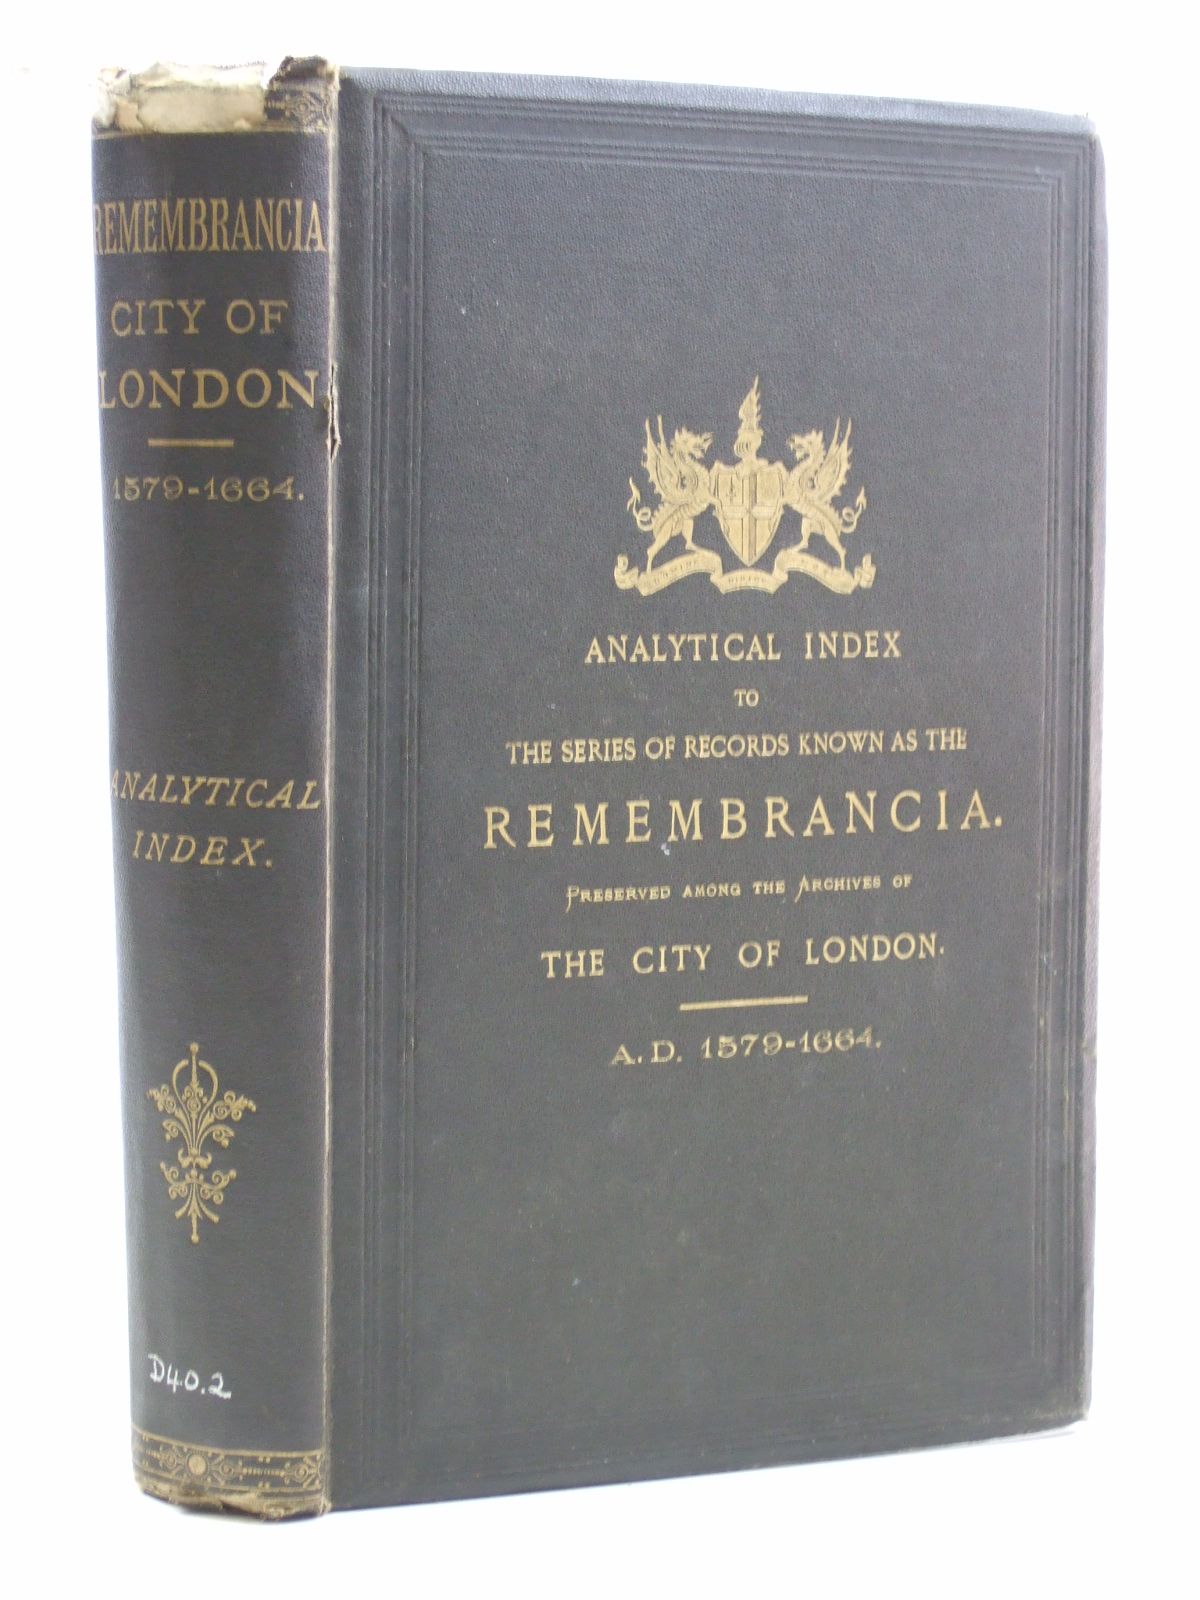 REMEMBRANCIA
CITY OF
LONDON.
1579-1664.
ANALYTICAL
INDEX.
D40.2
ANALYTICAL INDEX
TO
THE SERIES OF RECORDS KNOWN AS THE
REMEMBRANCIA.
PRESERVED AMONG THE ARCHIVES OF
THE CITY OF LONDON.
A.D. 1579-1664.